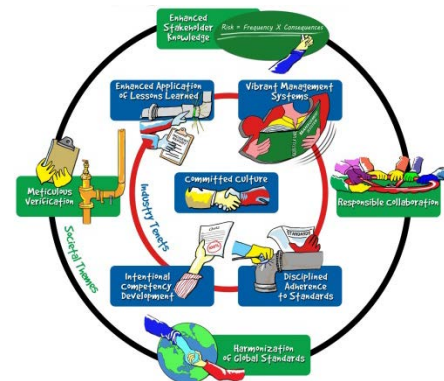 Enhanced
Stakeholder
Knowledge
Risk = Frequency X Consequences
Enhanced Application
of Lessons Learned
Vibrant Management
Systems
Committed Culture
Meticulous
Verification
Responsible Collaboration
Industry Tenets
Societal Themes
Intentional
Competency
Development
Disciplined
Adherence
to Standards
Harmonization
of Global Standards